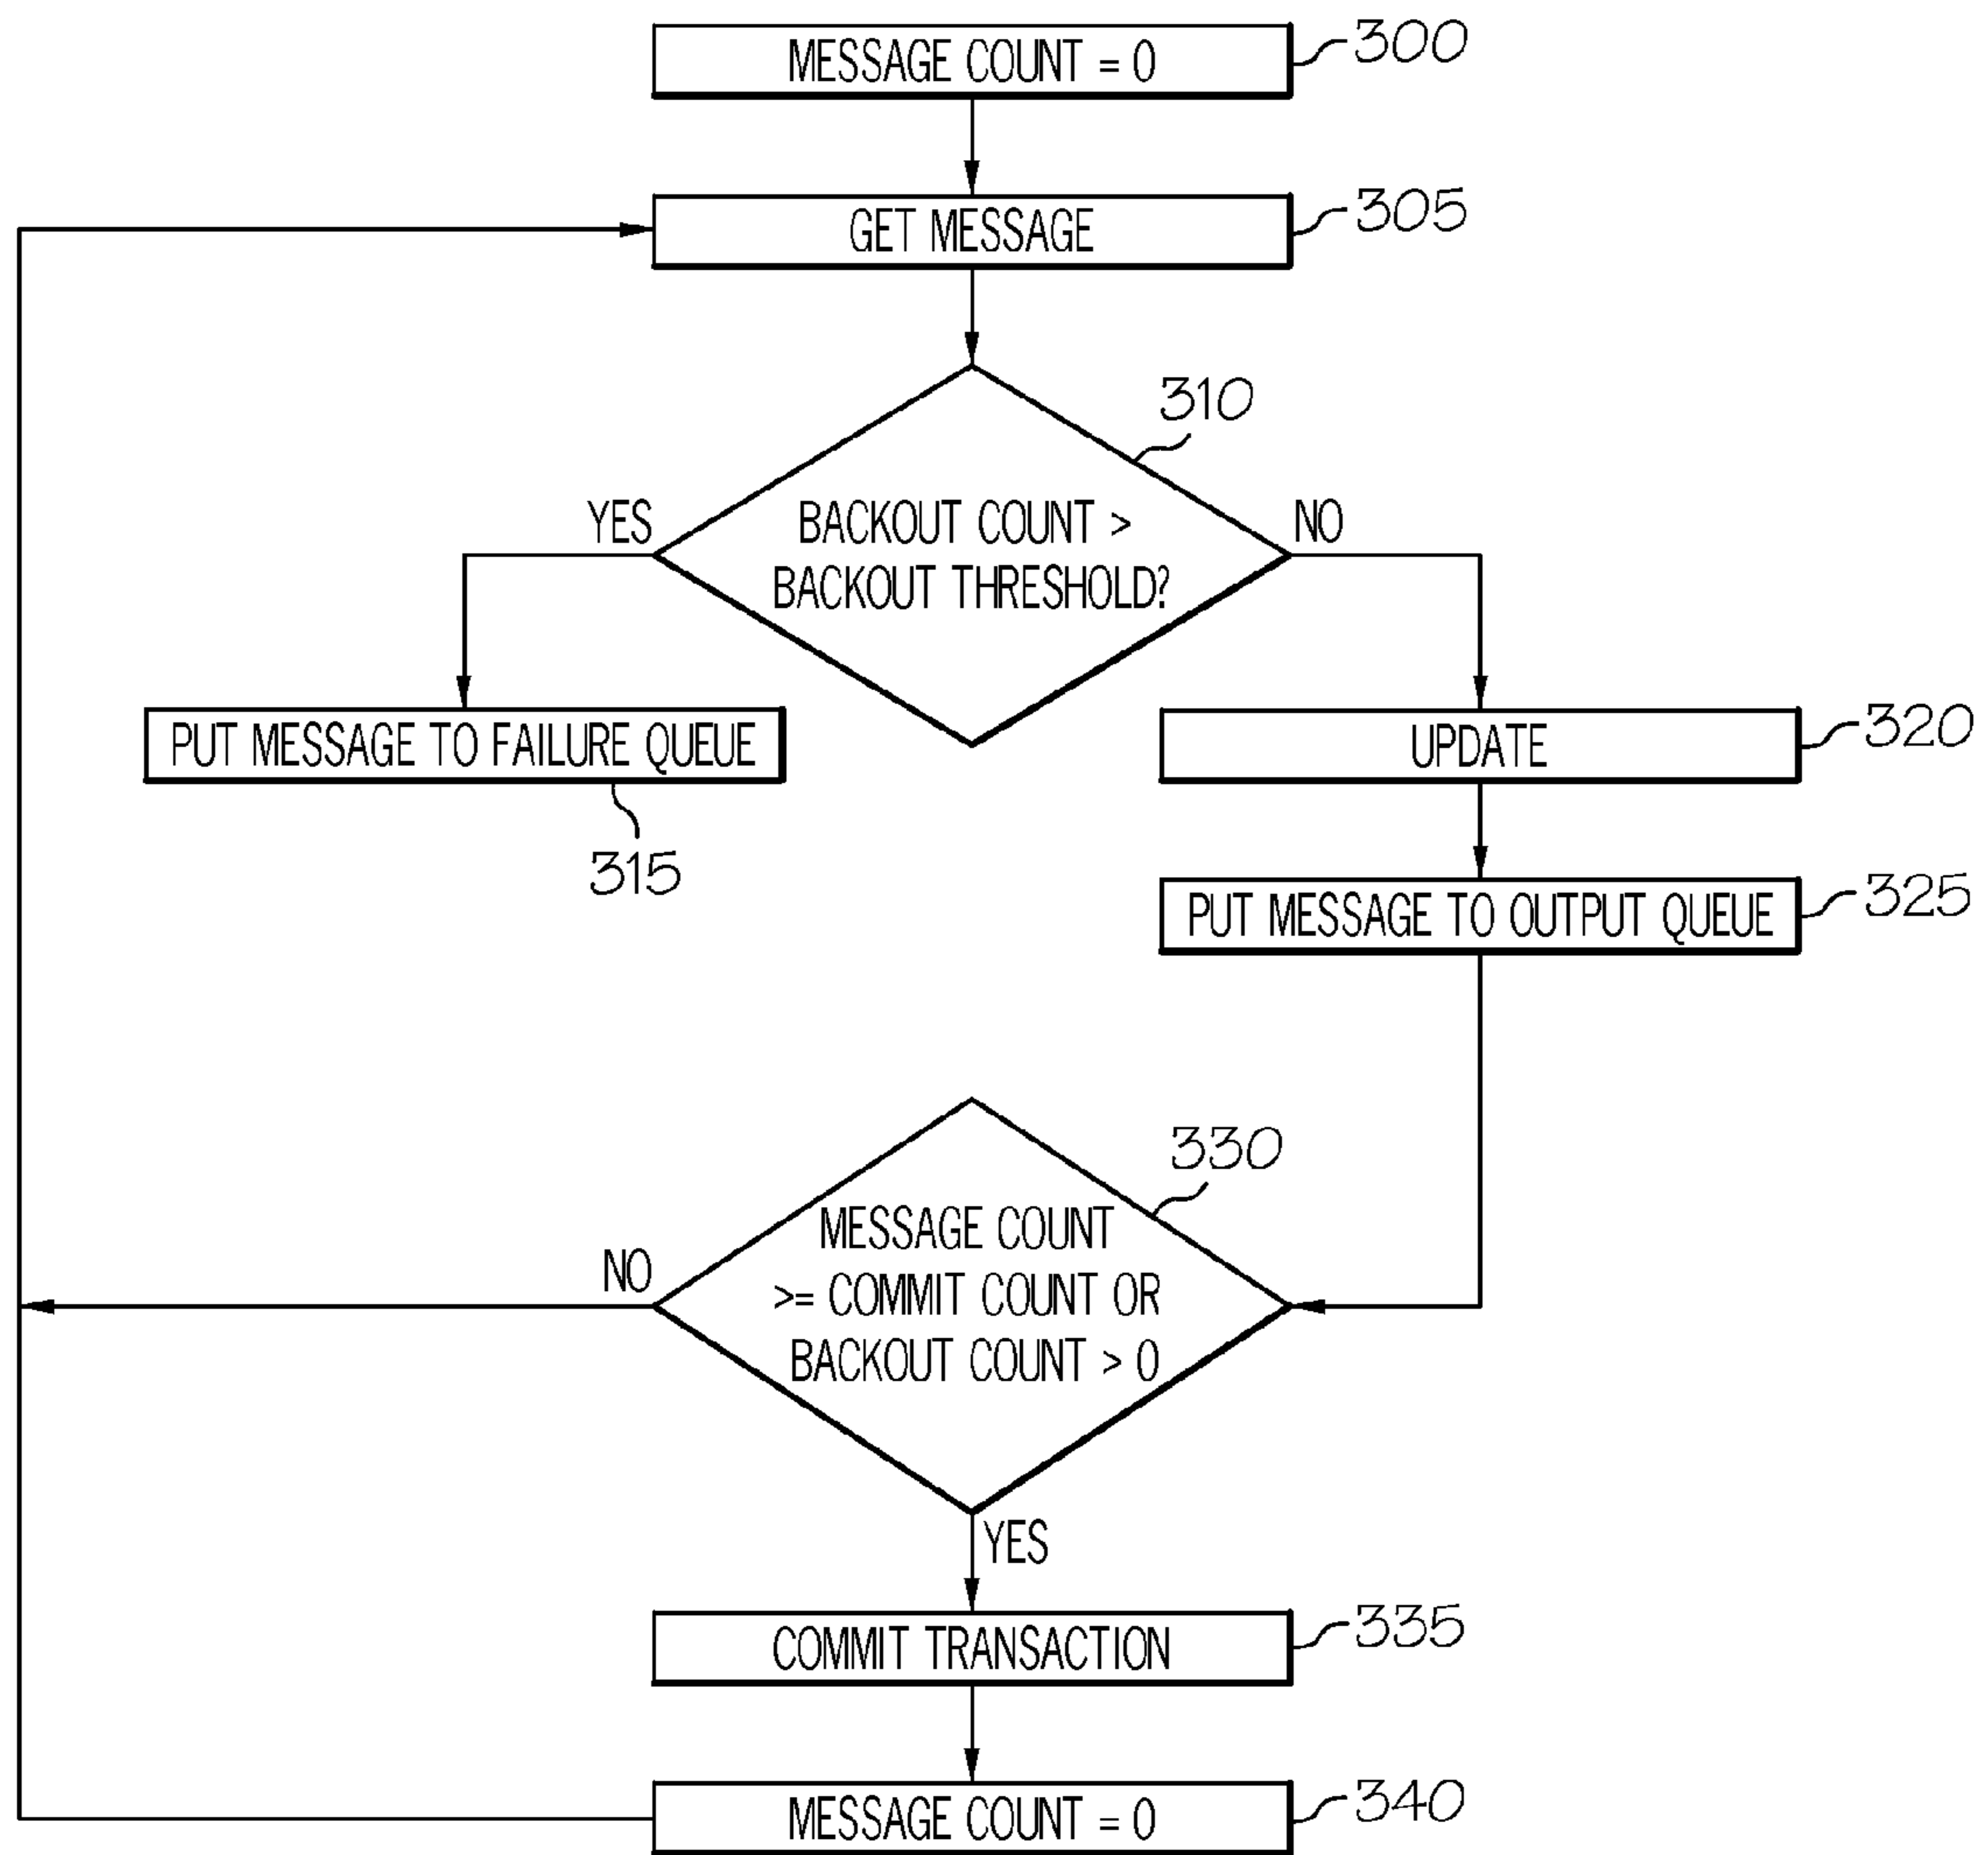 MESSAGE COUNT = 0
300
GET MESSAGE
305
310
YES
BACKOUT COUNT >
BACKOUT THRESHOLD?
NO
PUT MESSAGE TO FAILURE QUEUE
315
UPDATE
320
PUT MESSAGE TO OUTPUT QUEUE
325
330
NO
MESSAGE COUNT
>= COMMIT COUNT OR
BACKOUT COUNT > 0
YES
COMMIT TRANSACTION
335
MESSAGE COUNT = 0
340